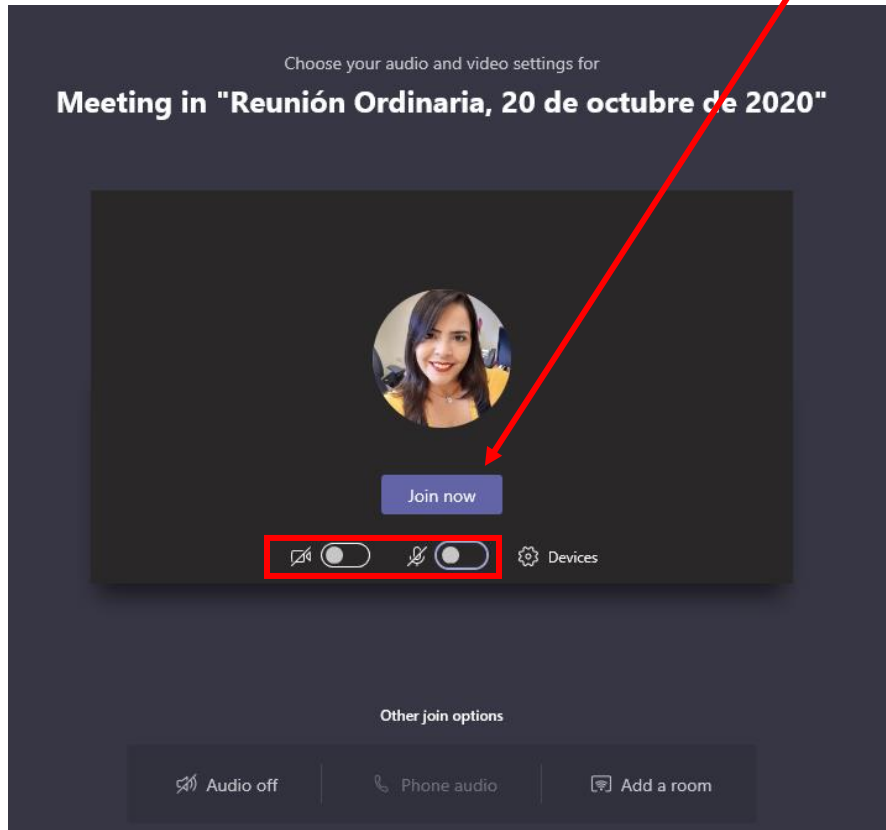 Choose your audio and video settings for
Meeting in "Reunión Ordinaria, 20 de octubre de 2020"
Join now
Devices
Other join options
Audio off
Phone audio
Add a room